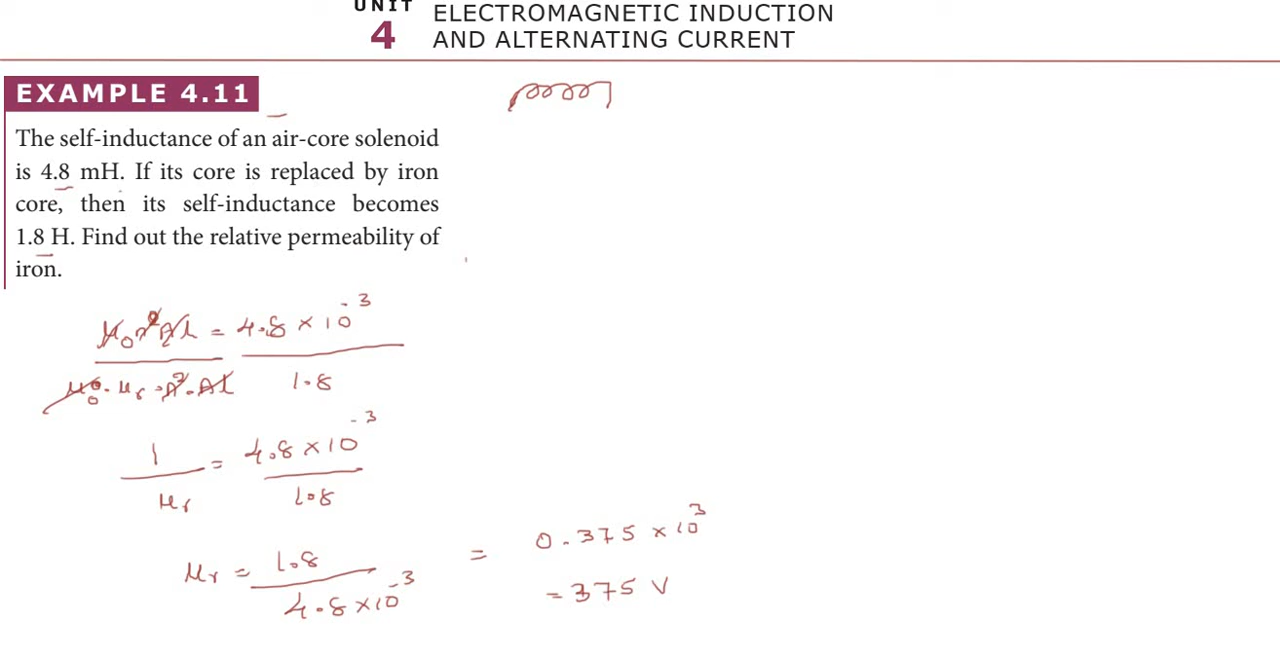 UNIT
4
ELECTROMAGNETIC INDUCTION
AND ALTERNATING CURRENT
EXAMPLE 4.11
The self-inductance of an air-core solenoid
is 4.8 mH. If its core is replaced by iron
core, then its self-inductance becomes
1.8 H. Find out the relative permeability of
iron.
μ₀n²Al = 4.8 × 10⁻³
μ₀. μr. n². Al 1.8
1 = 4.8 × 10⁻³
μr 1.8
μr = 1.8 = 0.375 × 10³
4.8 × 10⁻³ = 375 V